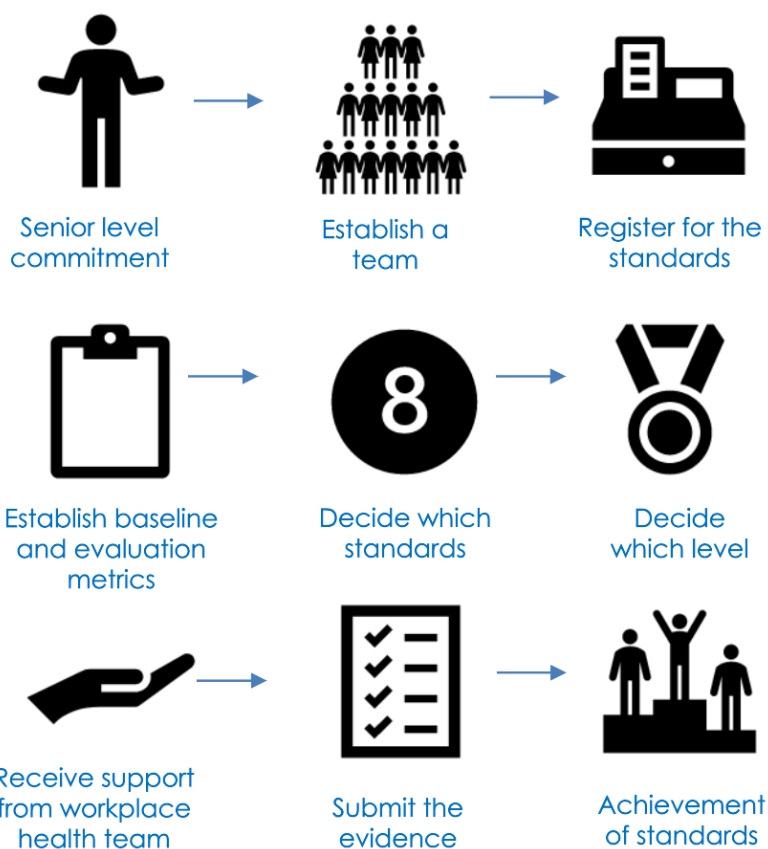 Senior level
commitment
Establish a
team
Register for the
standards
8
Establish baseline
and evaluation
metrics
Decide which
standards
Decide
which level
Receive support
from workplace
health team
Submit the
evidence
Achievement
of standards